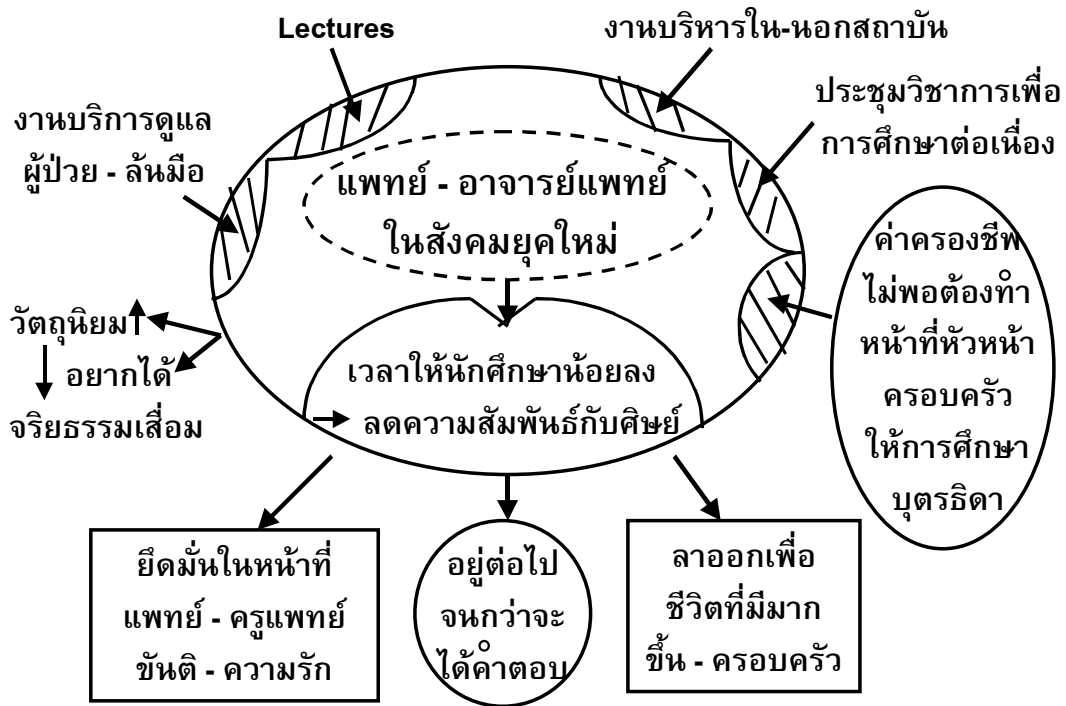 Lectures
งานบริหารใน-นอกสถาบัน
งานบริการดูแล
ผู้ป่วย - ล้นมือ
ประชุมวิชาการเพื่อ
การศึกษาต่อเนื่อง
แพทย์ - อาจารย์แพทย์
ในสังคมยุคใหม่
ค่าครองชีพ
ไม่พอต้องทำ
หน้าที่หัวหน้า
ครอบครัว
ให้การศึกษา
บุตรธิดา
วัตถุนิยม
อยากได้
จริยธรรมเสื่อม
เวลาให้นักศึกษาน้อยลง
ลดความสัมพันธ์กับศิษย์
ยึดมั่นในหน้าที่
แพทย์ - ครูแพทย์
ขันติ - ความรัก
อยู่ต่อไป
จนกว่าจะ
ได้คำตอบ
ลาออกเพื่อ
ชีวิตที่มีมาก
ขึ้น - ครอบครัว